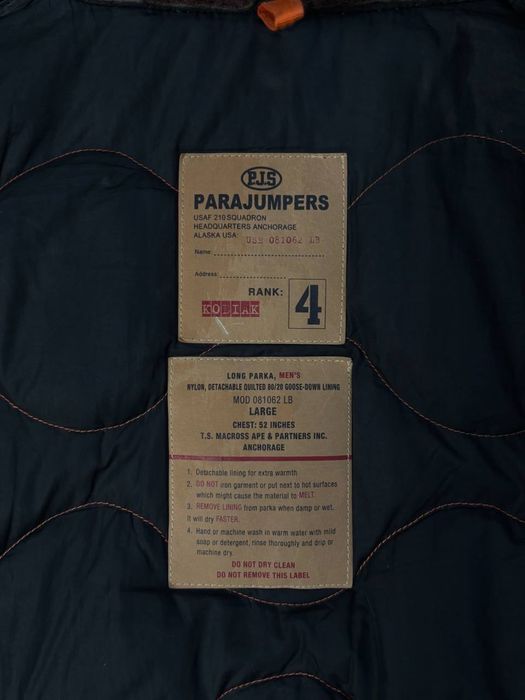 P.J.S
PARAJUMPERS
USAF 210 SQUADRON
HEADQUARTERS ANCHORAGE
ALASKA USA: USE 081062 LB
Name:
Address:
RANK: 4
KODIAK
LONG PARKA, MEN'S
NYLON, DETACHABLE QUILTED 80/20 GOOSE-DOWN LINING
MOD 081062 LB
LARGE
CHEST: 52 INCHES
T.S. MACROSS APE & PARTNERS INC.
ANCHORAGE
1. Detachable lining for extra warmth
2. DO NOT iron garment or put next to hot surfaces
which might cause the material to MELT.
3. REMOVE LINING from parka when damp or wet.
It will dry FASTER.
4. Hand or machine wash in warm water with mild
soap or detergent, rinse thoroughly and drip or
machine dry.
DO NOT DRY CLEAN
DO NOT REMOVE THIS LABEL